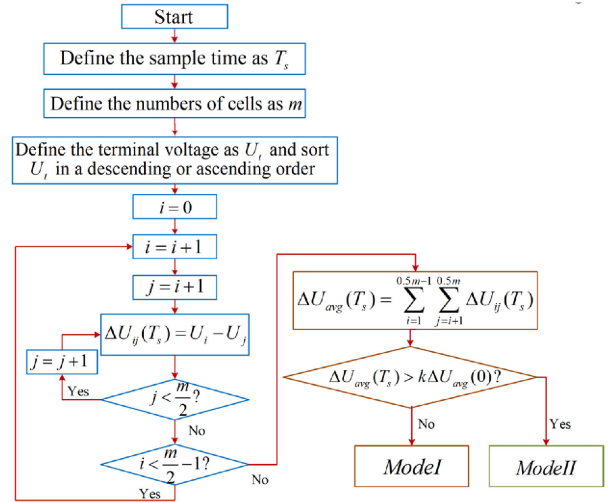 Start
Define the sample time as T_s
Define the numbers of cells as m
Define the terminal voltage as U_t and sort
U_t in a descending or ascending order
i=0
i=i+1
j=i+1
ΔU_ij(T_s)=U_i−U_j
j=j+1
Yes
j<m/2?
No
i<m/2−1?
Yes
No
ΔU_avg(T_s)=∑_{i=1}^{0.5m−1}∑_{j=i+1}^{0.5m}ΔU_ij(T_s)
ΔU_avg(T_s)>kΔU_avg(0)?
No
Yes
ModeI
ModeII